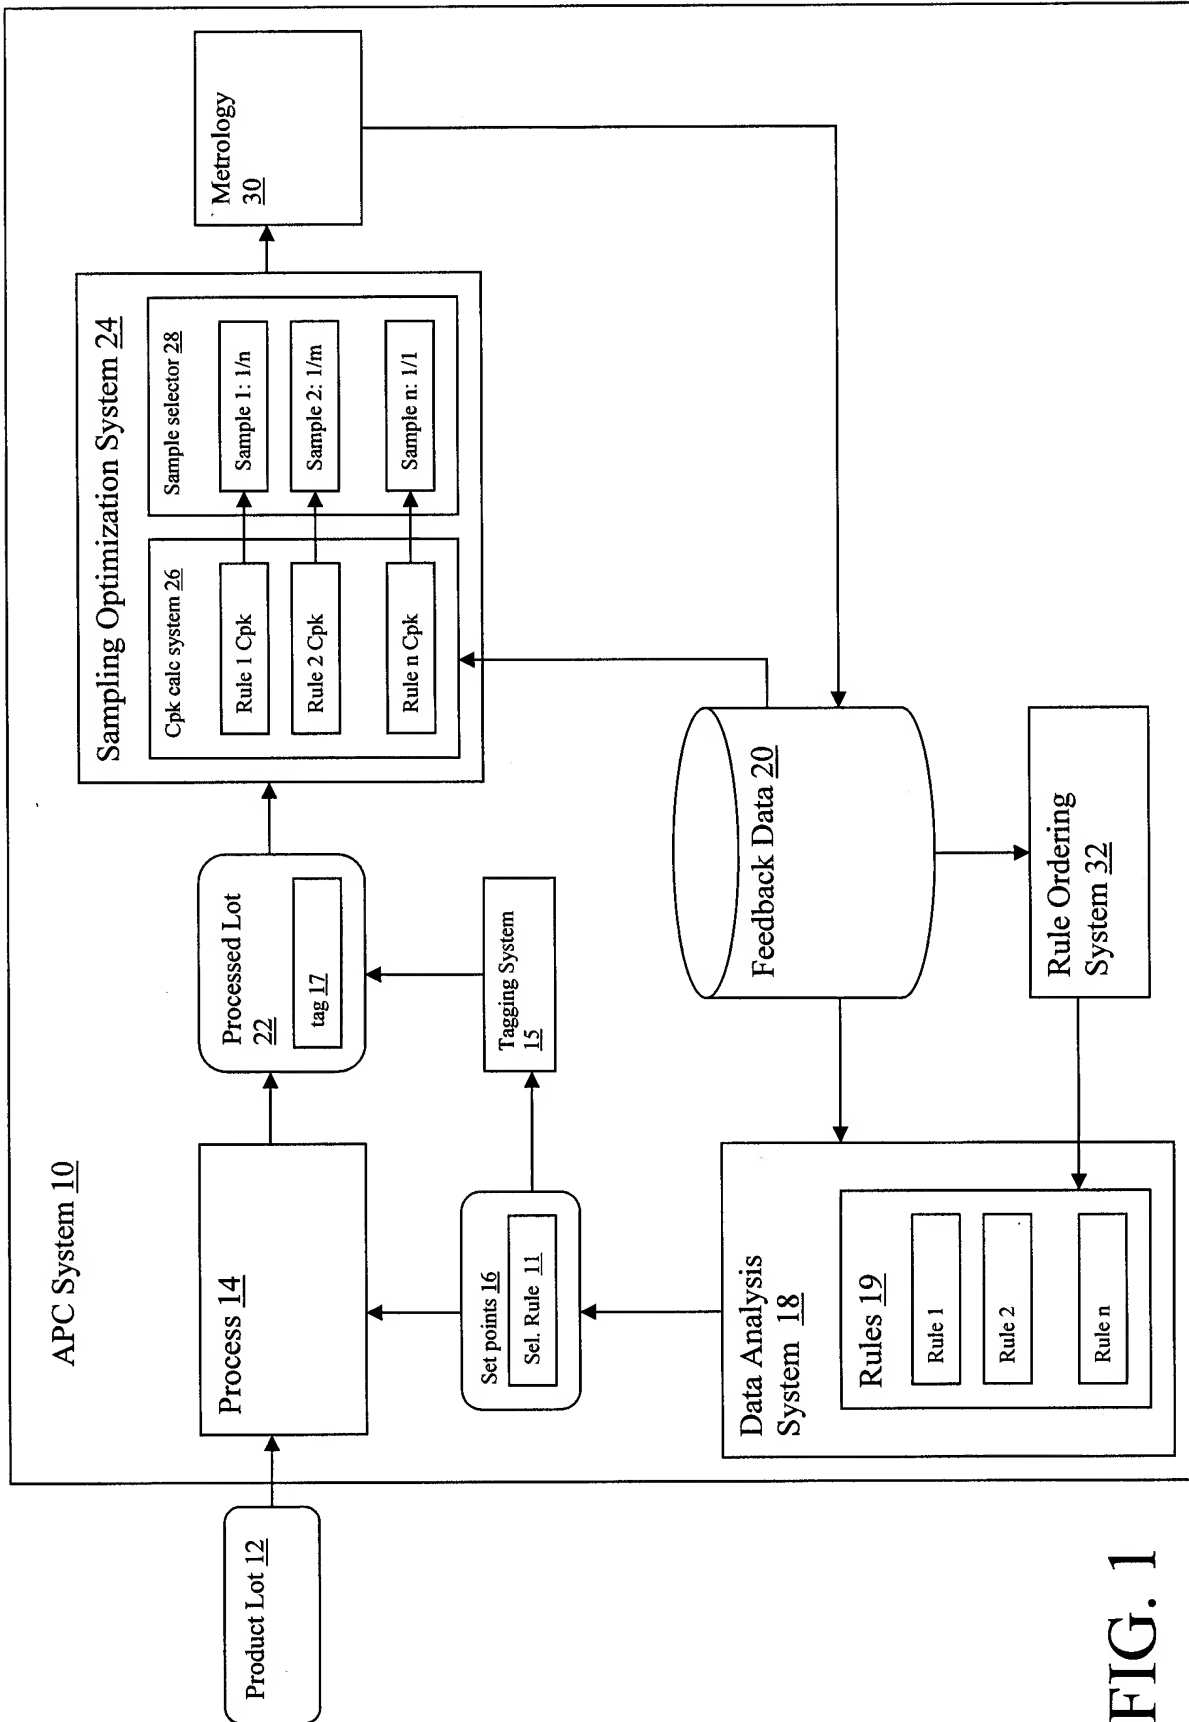 APC System 10
Product Lot 12
Process 14
Processed Lot
22
tag 17
Sampling Optimization System 24
Cpk calc system 26
Rule 1 Cpk
Rule 2 Cpk
Rule n Cpk
Sample selector 28
Sample 1: 1/n
Sample 2: 1/m
Sample n: 1/1
Metrology
30
Set points 16
Sel. Rule 11
Tagging System
15
Data Analysis
System 18
Rules 19
Rule 1
Rule 2
Rule n
Feedback Data 20
Rule Ordering
System 32
FIG. 1